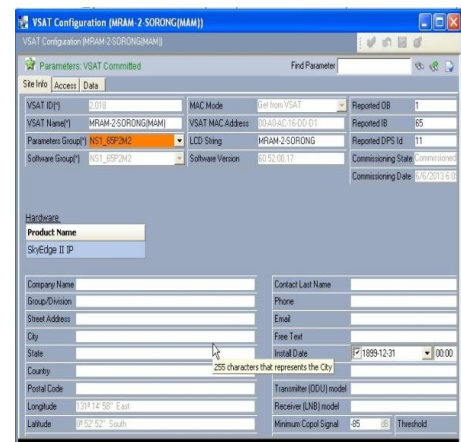 VSAT Configuration (MRAM-2-SORONG(MAM))
VSAT Configuration (MRAM-2-SORONG(MAM))
Parameters: VSAT Committed
Find Parameter
Site Info Access Data
VSAT ID(*) 2,018
MAC Mode Get from VSAT
Reported OB 1
VSAT Name(*) MRAM-2-SORONG(MAM)
VSAT MAC Address 00-A0-AC-16-DD-D1
Reported IB 65
Parameters Group(*) NS1_65P2M2
LCD String MRAM-2-SORONG
Reported DPS Id 11
Software Group(*) NS1_65P2M2
Software Version 60.52.00.17
Commissioning State Commissioned
Commissioning Date 6/6/2013 6:0
Hardware
Product Name
SkyEdge II IP
Company Name
Contact Last Name
Group/Division
Phone
Street Address
Email
City
Free Text
State
Install Date 1899-12-31 00:00
255 characters that represents the City
Country
Postal Code
Transmitter (ODU) model
Longitude 131º 14' 58" East
Receiver (LNB) model
Latitude 0º 52' 52" South
Minimum Copol Signal -85 dB Threshold